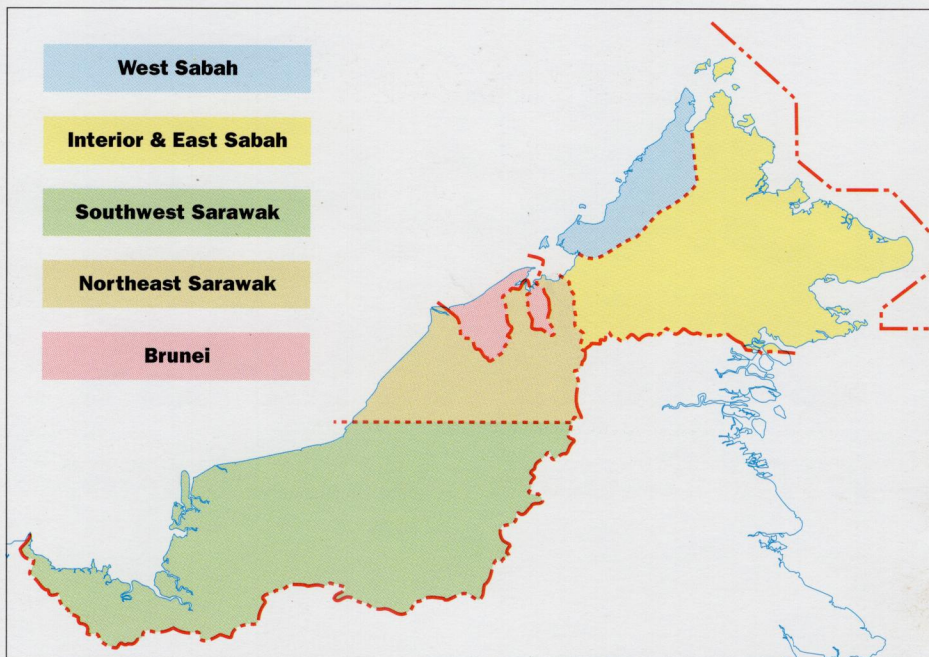 West Sabah
Interior & East Sabah
Southwest Sarawak
Northeast Sarawak
Brunei